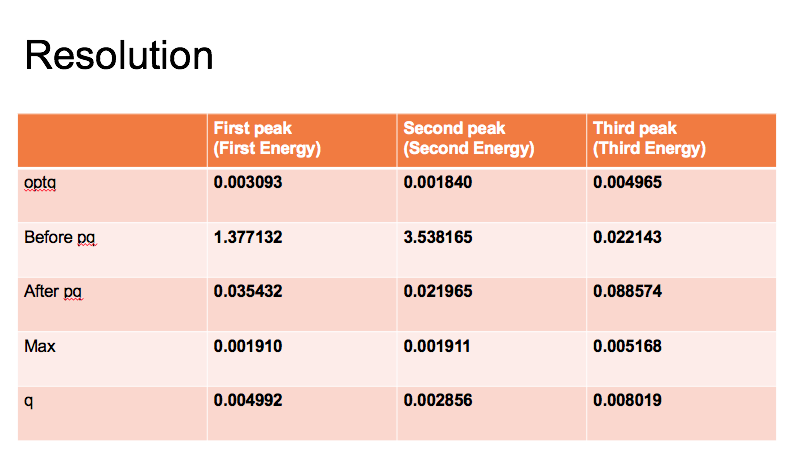 Resolution
First peak Second peak Third peak
(First Energy) (Second Energy) (Third Energy)
optq 0.003093 0.001840 0.004965
Before pq 1.377132 3.538165 0.022143
After pq 0.035432 0.021965 0.088574
Max 0.001910 0.001911 0.005168
q 0.004992 0.002856 0.008019